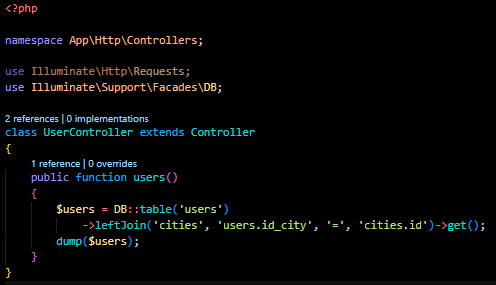 <?php
namespace App\Http\Controllers;
use Illuminate\Http\Requests;
use Illuminate\Support\Facades\DB;
2 references | 0 implementations
class UserController extends Controller
{
1 reference | 0 overrides
public function users()
{
$users = DB::table('users')
->leftJoin('cities', 'users.id_city', '=', 'cities.id')->get();
dump($users);
}
}